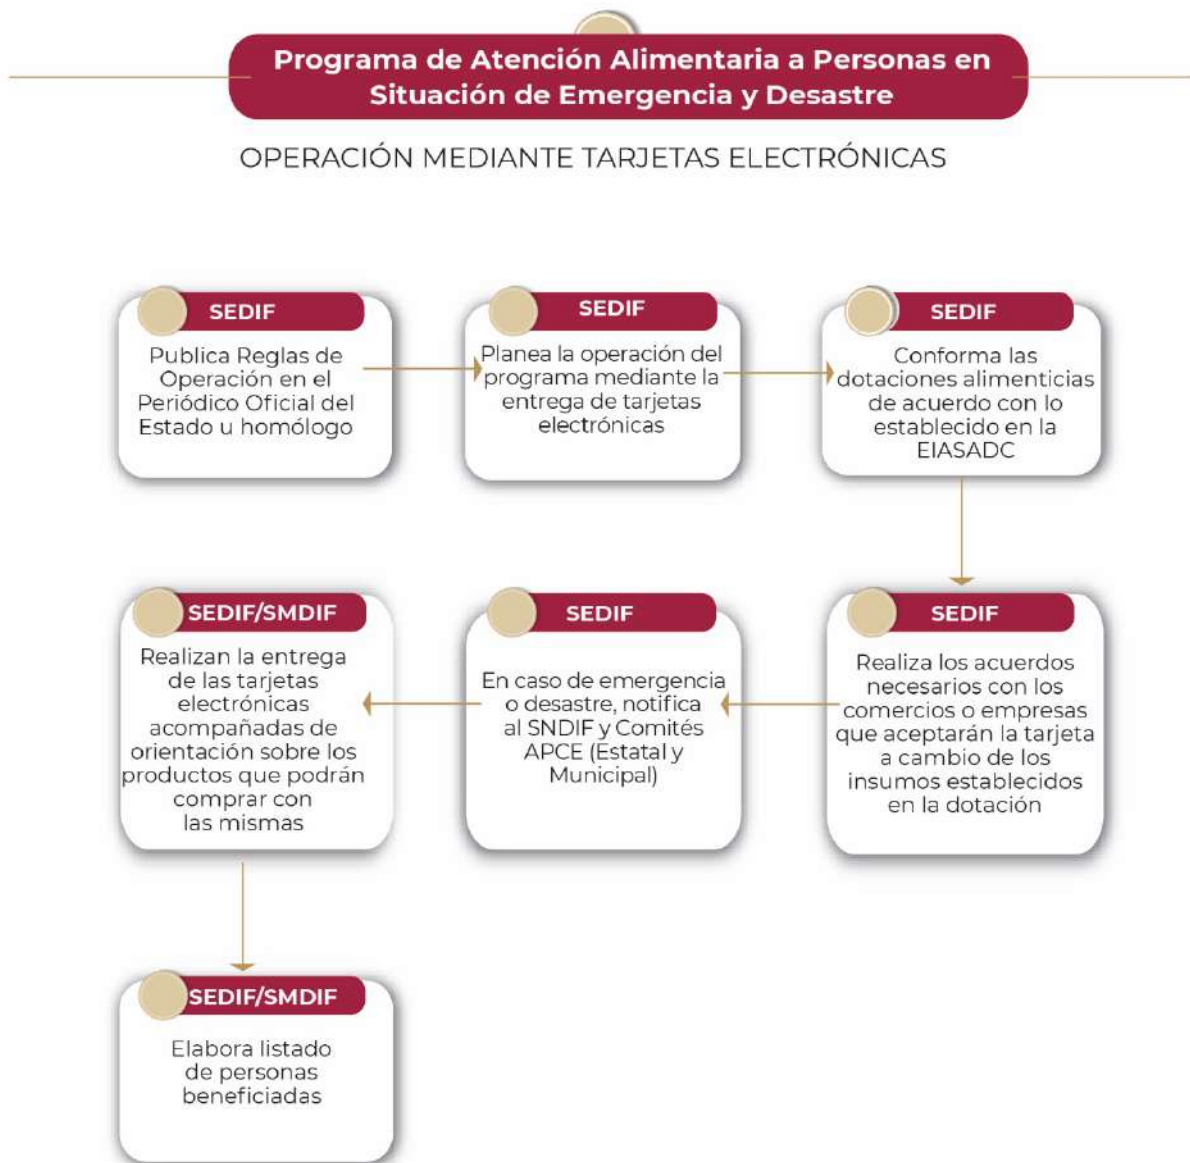 Programa de Atención Alimentaria a Personas en
Situación de Emergencia y Desastre
OPERACIÓN MEDIANTE TARJETAS ELECTRÓNICAS
SEDIF
Publica Reglas de
Operación en el
Periódico Oficial del
Estado u homólogo
SEDIF
Planea la operación del
programa mediante la
entrega de tarjetas
electrónicas
SEDIF
Conforma las
dotaciones alimenticias
de acuerdo con lo
establecido en la
EIASADC
SEDIF
Realiza los acuerdos
necesarios con los
comercios o empresas
que aceptarán la tarjeta
a cambio de los
insumos establecidos
en la dotación
SEDIF
En caso de emergencia
o desastre, notifica
al SNDIF y Comités
APCE (Estatal y
Municipal)
SEDIF/SMDIF
Realizan la entrega
de las tarjetas
electrónicas
acompañadas de
orientación sobre los
productos que podrán
comprar con
las mismas
SEDIF/SMDIF
Elabora listado
de personas
beneficiadas